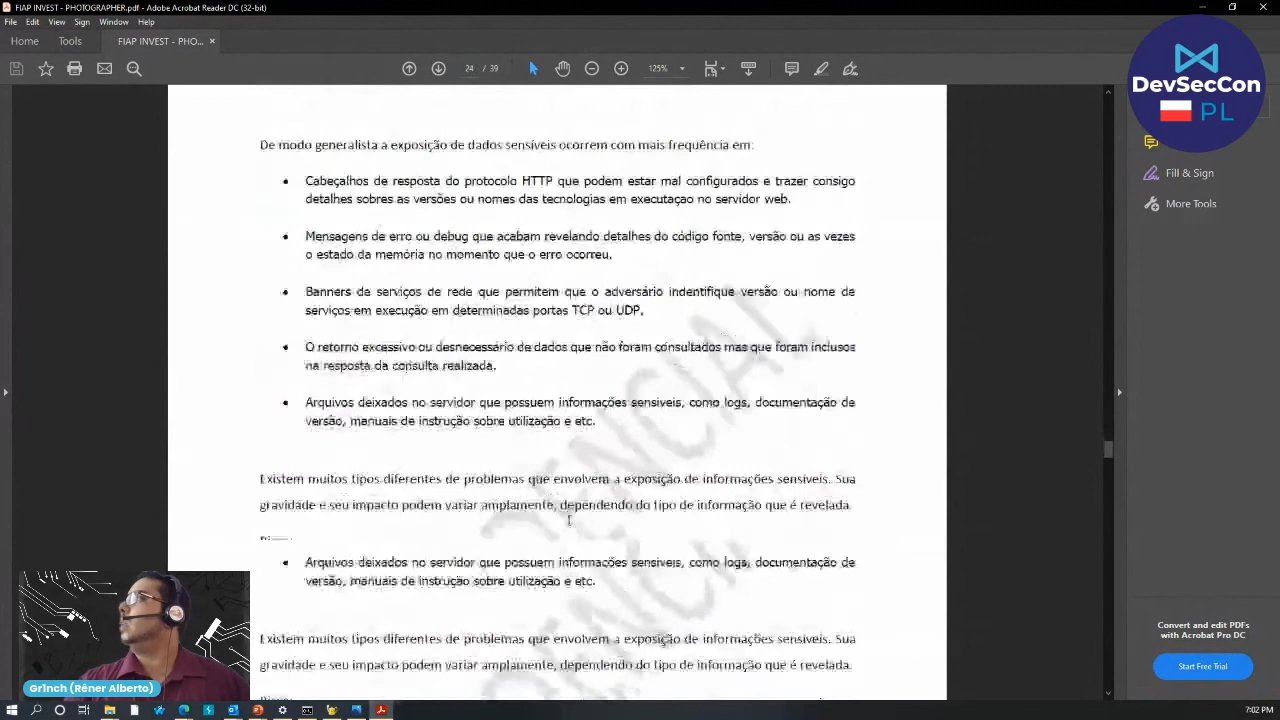 FIAP INVEST - PHOTOGRAPHER.pdf - Adobe Acrobat Reader DC (32-bit)
File Edit View Sign Window Help
Home Tools FIAP INVEST - PHO... ×
24 / 39 125%
DevSecCon
PL
De modo generalista a exposição de dados sensíveis ocorrem com mais frequência em:
• Cabeçalhos de resposta do protocolo HTTP que podem estar mal configurados e trazer consigo
detalhes sobres as versões ou nomes das tecnologias em executação no servidor web.
• Mensagens de erro ou debug que acabam revelando detalhes do código fonte, versão ou as vezes
o estado da memória no momento que o erro ocorreu.
• Banners de serviços de rede que permitem que o adversário indentifique versão ou nome de
serviços em execução em determinadas portas TCP ou UDP.
• O retorno excessivo ou desnecessário de dados que não foram consultados mas que foram inclusos
na resposta da consulta realizada.
• Arquivos deixados no servidor que possuem informações sensiveis, como logs, documentação de
versão, manuais de instrução sobre utilização e etc.
Existem muitos tipos diferentes de problemas que envolvem a exposição de informações sensíveis. Sua
gravidade e seu impacto podem variar amplamente, dependendo do tipo de informação que é revelada.
• Arquivos deixados no servidor que possuem informações sensiveis, como logs, documentação de
versão, manuais de instrução sobre utilização e etc.
Existem muitos tipos diferentes de problemas que envolvem a exposição de informações sensíveis. Sua
gravidade e seu impacto podem variar amplamente, dependendo do tipo de informação que é revelada.
Fill & Sign
More Tools
Convert and edit PDFs
with Acrobat Pro DC
Start Free Trial
Gr1nch (Rêner Alberto)
7:02 PM